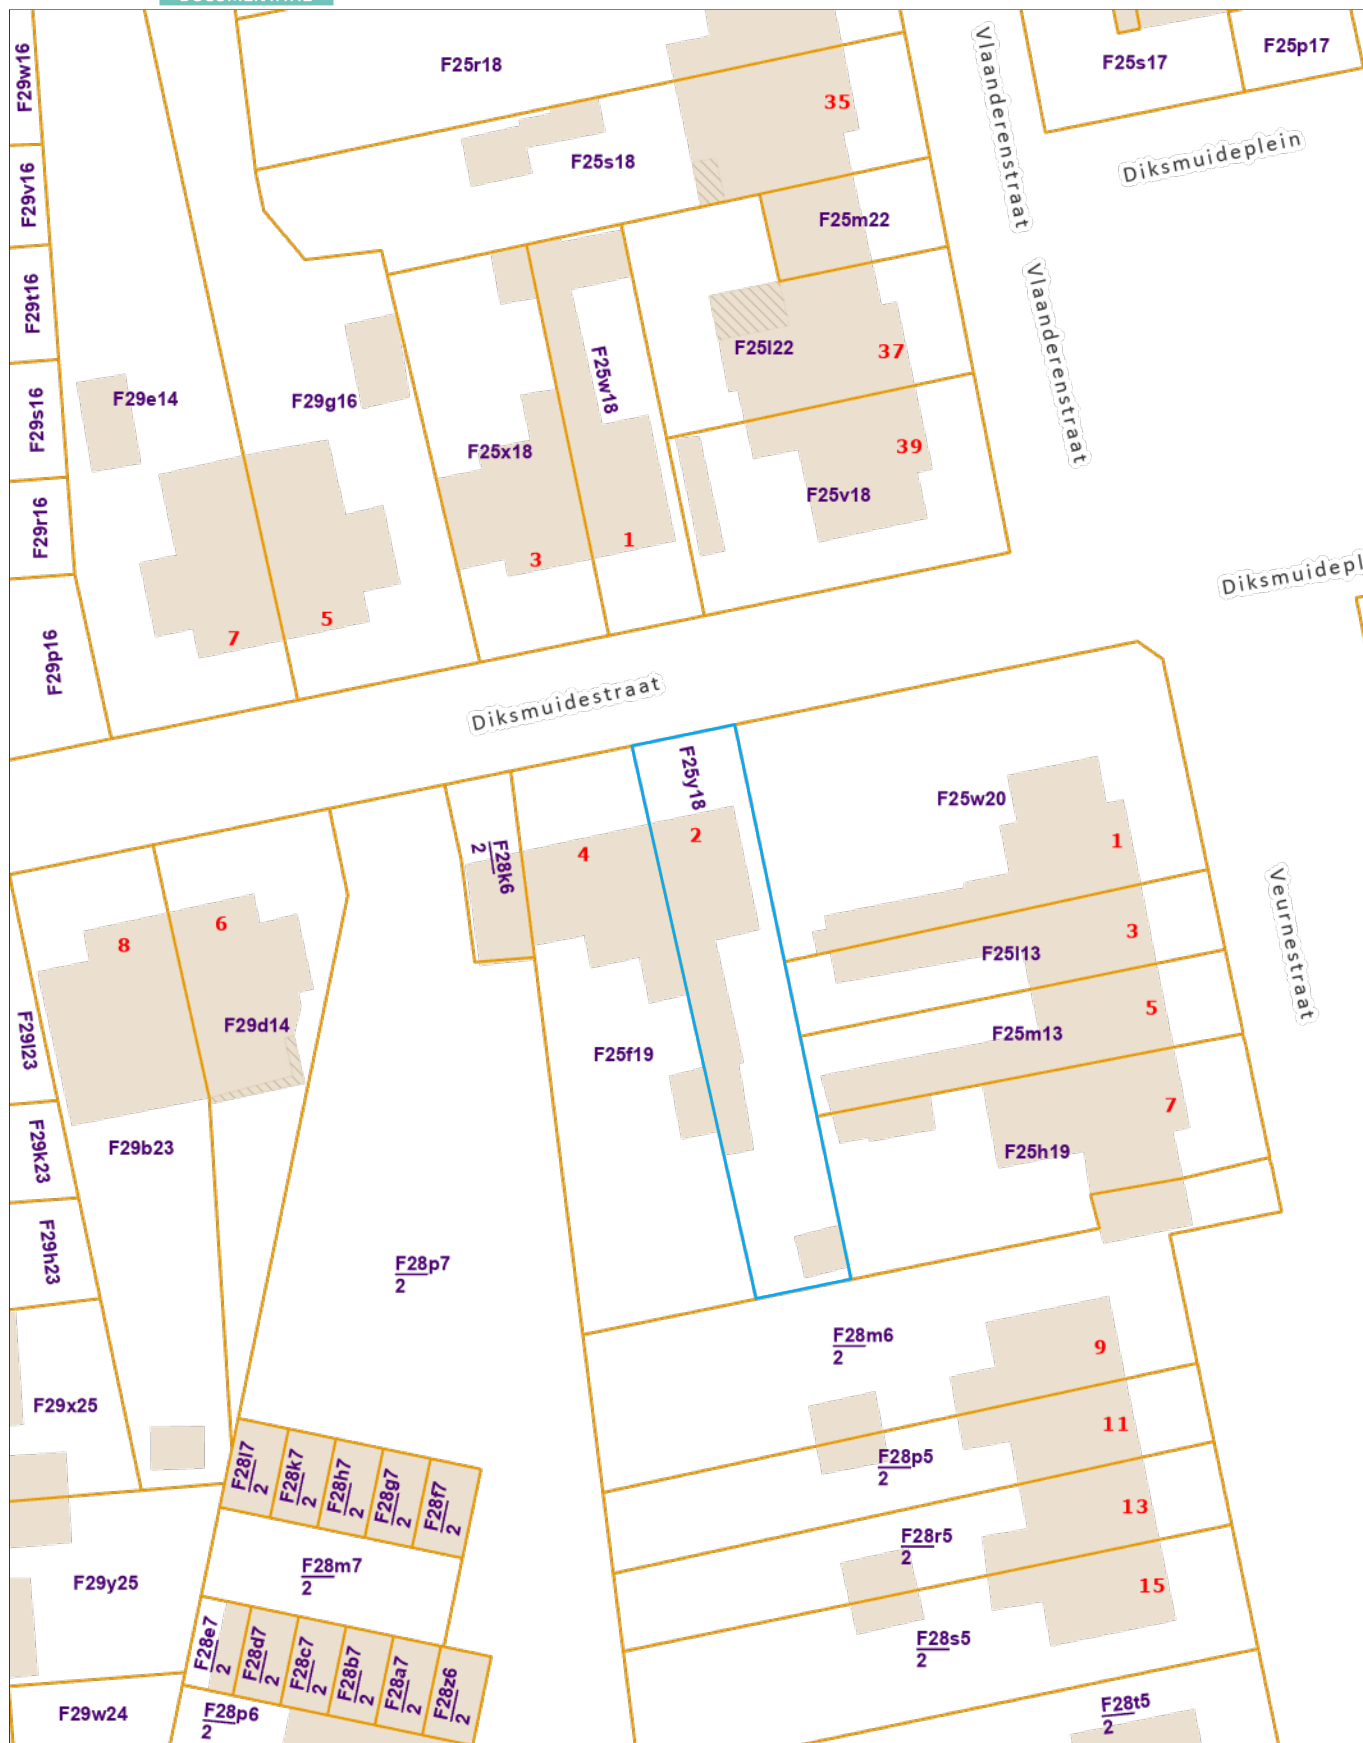 F25r18
F25s17
F25p17
F29w16
35
Vlaanderenstraat
Diksmuideplein
F25s18
F29v16
F25m22
F29t16
Vlaanderenstraat
F25l22
37
F25w18
F29e14
F29g16
F29s16
F25x18
39
F25v18
F29r16
3
1
7
5
F29p16
Diksmuidestraat
F25y18
F25w20
2
4
1
F28k6
2
8
6
3
F25l13
Veurnestraat
5
F29l23
F29d14
F25m13
F25f19
7
F29k23
F29b23
F25h19
F29h23
F28p7
2
F28m6
2
9
F29x25
11
F28l7
2
F28k7
2
F28h7
2
F28g7
2
F28f7
2
F28p5
2
13
F28r5
2
F28m7
2
F29y25
15
F28e7
2
F28d7
2
F28c7
2
F28b7
2
F28a7
2
F28z6
2
F28s5
2
F29w24
F28p6
2
F28t5
2